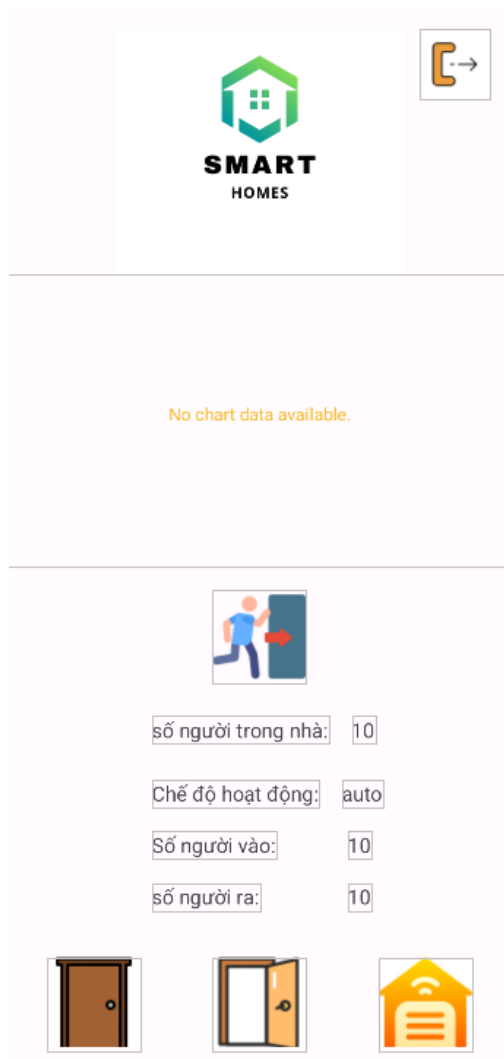 SMART
HOMES
No chart data available.
số người trong nhà: 10
Chế độ hoạt động: auto
Số người vào: 10
số người ra: 10